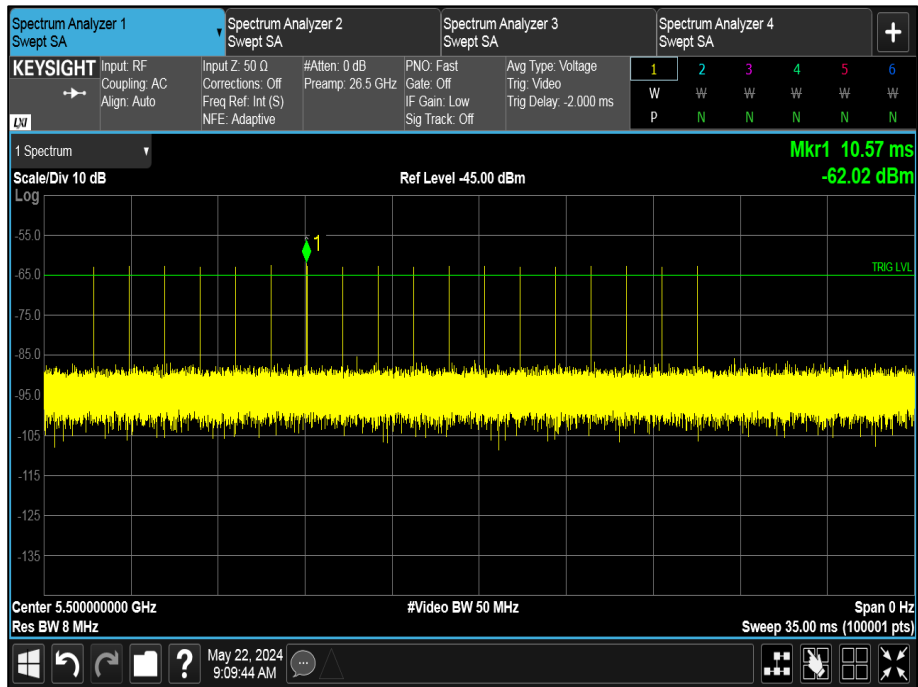 Spectrum Analyzer 1
Swept SA
Spectrum Analyzer 2
Swept SA
Spectrum Analyzer 3
Swept SA
Spectrum Analyzer 4
Swept SA
+
KEYSIGHT
LXI
Input: RF
Coupling: AC
Align: Auto
Input Z: 50 Ω
Corrections: Off
Freq Ref: Int (S)
NFE: Adaptive
#Atten: 0 dB
Preamp: 26.5 GHz
PNO: Fast
Gate: Off
IF Gain: Low
Sig Track: Off
Avg Type: Voltage
Trig: Video
Trig Delay: -2.000 ms
1 2 3 4 5 6
W W W W W W
P N N N N N
1 Spectrum
Mkr1 10.57 ms
Scale/Div 10 dB
Ref Level -45.00 dBm
-62.02 dBm
Log
1
-55.0
-65.0
TRIG LVL
-75.0
-85.0
-95.0
-105
-115
-125
-135
Center 5.500000000 GHz
#Video BW 50 MHz
Span 0 Hz
Res BW 8 MHz
Sweep 35.00 ms (100001 pts)
?
May 22, 2024
9:09:44 AM